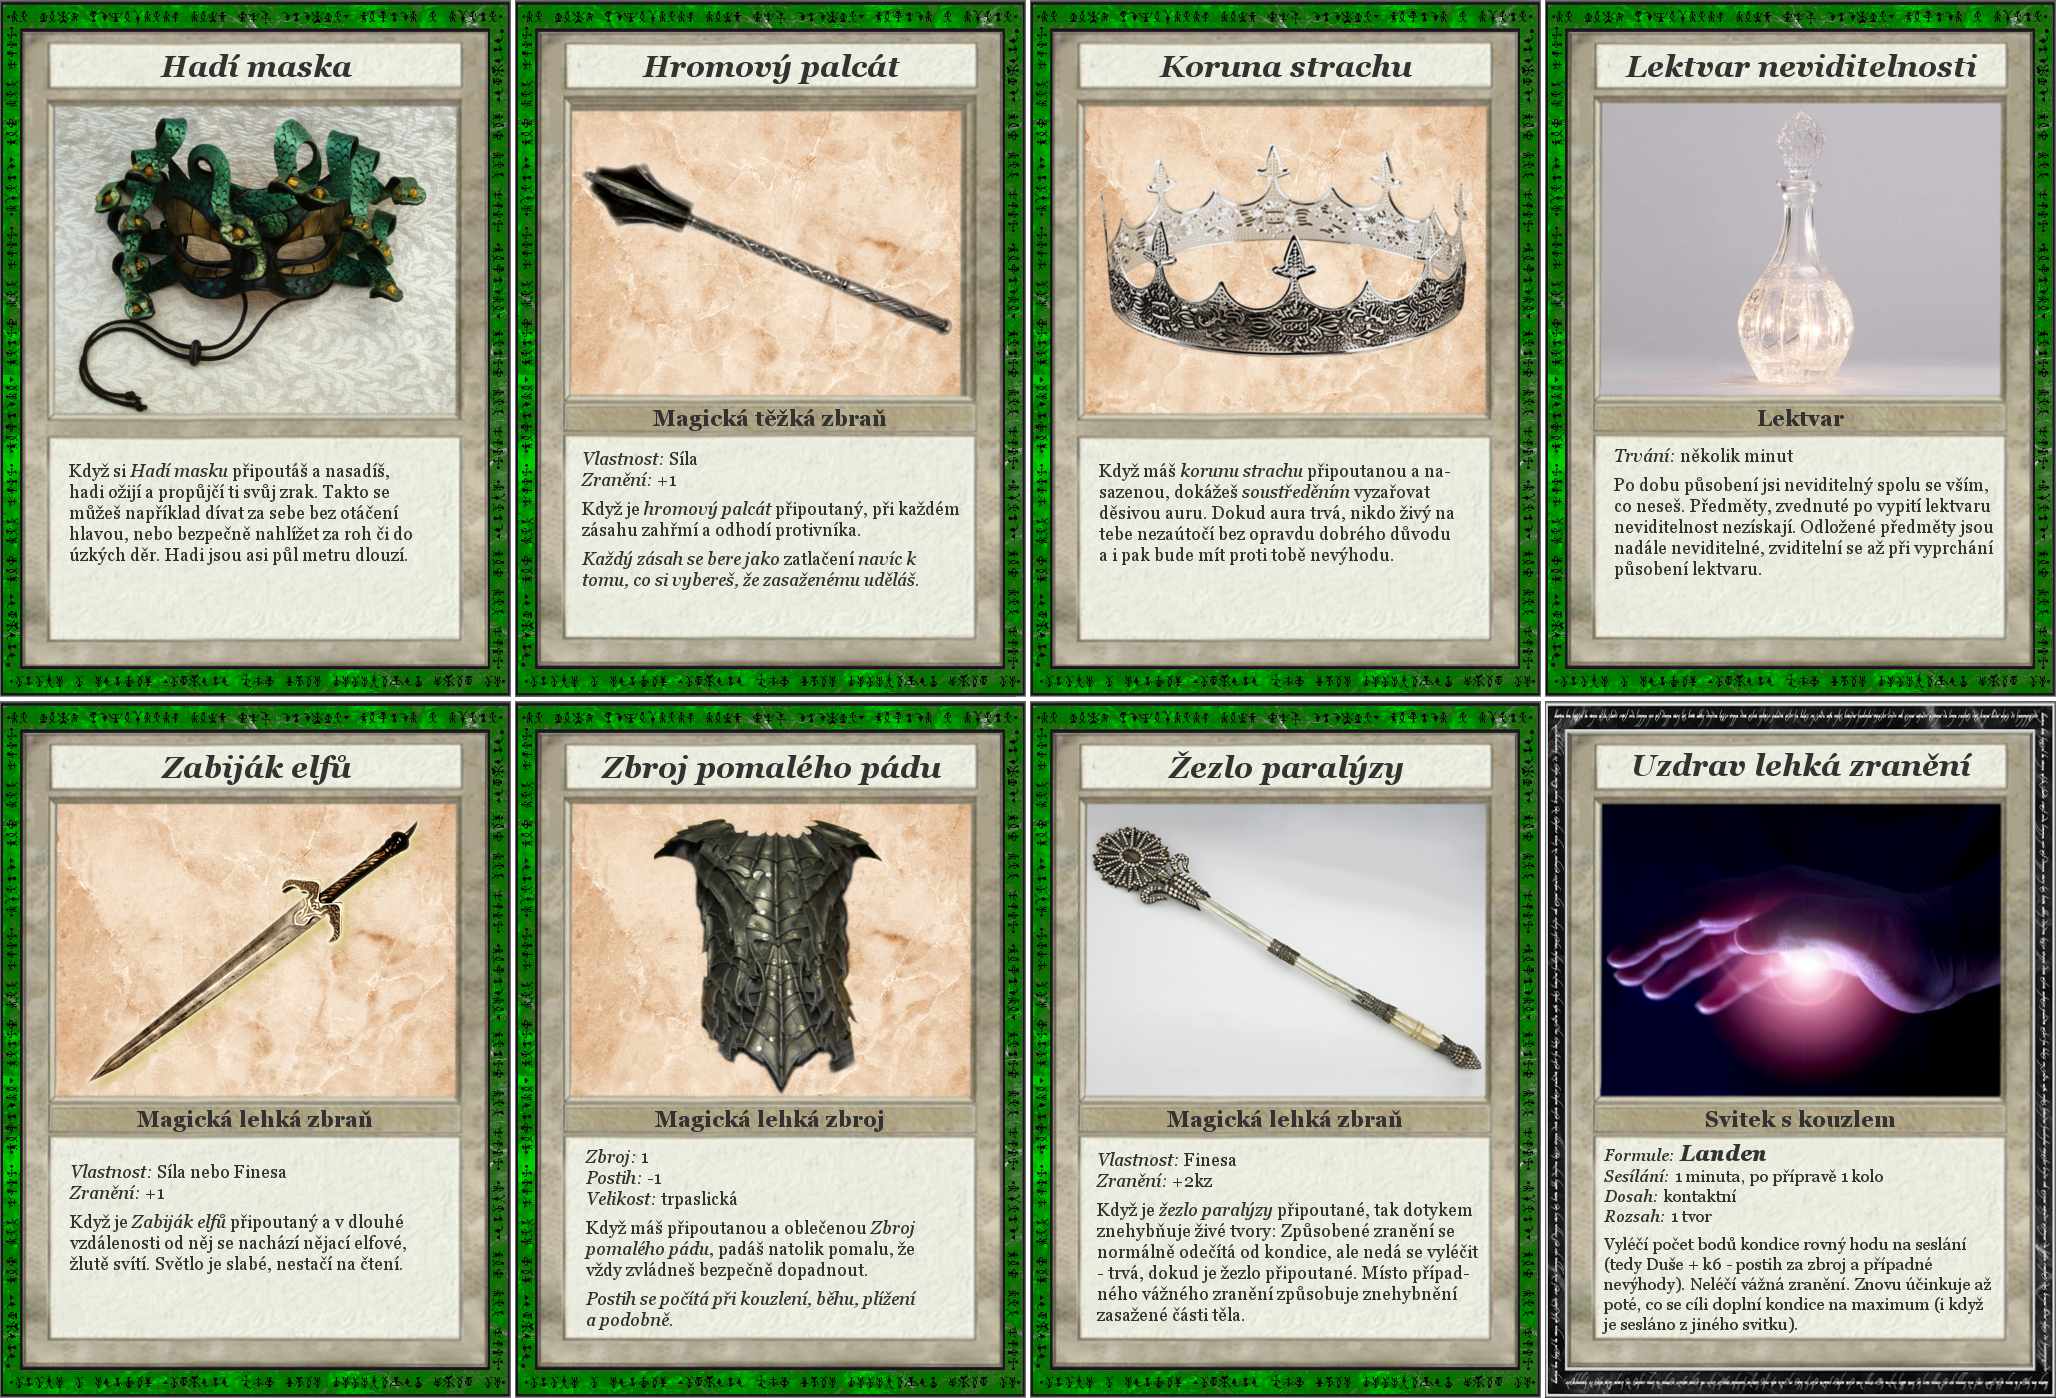 Hadí maska
Když si Hadí masku připoutáš a nasadíš,
hadi ožijí a propůjčí ti svůj zrak. Takto se
můžeš například dívat za sebe bez otáčení
hlavou, nebo bezpečně nahlížet za roh či do
úzkých děr. Hadi jsou asi půl metru dlouzí.
Hromový palcát
Magická těžká zbraň
Vlastnost: Síla
Zranění: +1
Když je hromový palcát připoutaný, při každém
zásahu zahřmí a odhodí protivníka.
Každý zásah se bere jako zatlačení navíc k
tomu, co si vybereš, že zasaženému uděláš.
Koruna strachu
Když máš korunu strachu připoutanou a na-
sazenou, dokážeš soustředěním vyzařovat
děsivou auru. Dokud aura trvá, nikdo živý na
tebe nezaútočí bez opravdu dobrého důvodu
a i pak bude mít proti tobě nevýhodu.
Lektvar neviditelnosti
Lektvar
Trvání: několik minut
Po dobu působení jsi neviditelný spolu se vším,
co neseš. Předměty, zvednuté po vypití lektvaru
neviditelnost nezískají. Odložené předměty jsou
nadále neviditelné, zviditelní se až při vyprchání
působení lektvaru.
Zabiják elfů
Magická lehká zbraň
Vlastnost: Síla nebo Finesa
Zranění: +1
Když je Zabiják elfů připoutaný a v dlouhé
vzdálenosti od něj se nachází nějací elfové,
žlutě svítí. Světlo je slabé, nestačí na čtení.
Zbroj pomalého pádu
Magická lehká zbroj
Zbroj: 1
Postih: -1
Velikost: trpaslická
Když máš připoutanou a oblečenou Zbroj
pomalého pádu, padáš natolik pomalu, že
vždy zvládneš bezpečně dopadnout.
Postih se počítá při kouzlení, běhu, plížení
a podobně.
Žezlo paralýzy
Magická lehká zbraň
Vlastnost: Finesa
Zranění: +2kz
Když je žezlo paralýzy připoutané, tak dotykem
znehybňuje živé tvory: Způsobené zranění se
normálně odečítá od kondice, ale nedá se vyléčit
- trvá, dokud je žezlo připoutané. Místo případ-
ného vážného zranění způsobuje znehybnění
zasažené části těla.
Uzdrav lehká zranění
Svitek s kouzlem
Formule: Landen
Sesílání: 1 minuta, po přípravě 1 kolo
Dosah: kontaktní
Rozsah: 1 tvor
Vyléčí počet bodů kondice rovný hodu na seslání
(tedy Duše + k6 - postih za zbroj a případné
nevýhody). Neléčí vážná zranění. Znovu účinkuje až
poté, co se cíli doplní kondice na maximum (i když
je sesláno z jiného svitku).